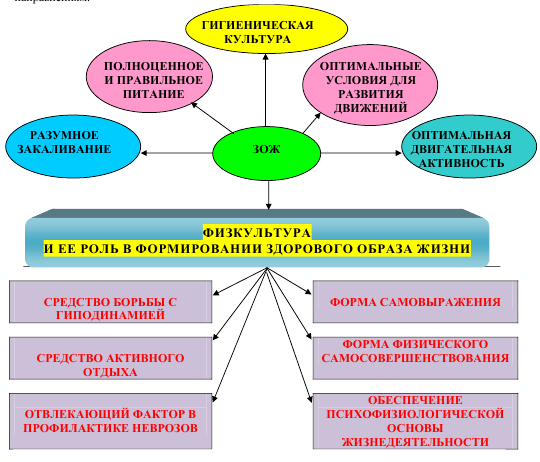 направлениям.
ГИГИЕНИЧЕСКАЯ
КУЛЬТУРА
ПОЛНОЦЕННОЕ
И ПРАВИЛЬНОЕ
ПИТАНИЕ
ОПТИМАЛЬНЫЕ
УСЛОВИЯ ДЛЯ
РАЗВИТИЯ
ДВИЖЕНИЙ
РАЗУМНОЕ
ЗАКАЛИВАНИЕ
ЗОЖ
ОПТИМАЛЬНАЯ
ДВИГАТЕЛЬНАЯ
АКТИВНОСТЬ
ФИЗКУЛЬТУРА
И ЕЕ РОЛЬ В ФОРМИРОВАНИИ ЗДОРОВОГО ОБРАЗА ЖИЗНИ
СРЕДСТВО БОРЬБЫ С
ГИПОДИНАМИЕЙ
ФОРМА САМОВЫРАЖЕНИЯ
СРЕДСТВО АКТИВНОГО
ОТДЫХА
ФОРМА ФИЗИЧЕСКОГО
САМОСОВЕРШЕНСТВОВАНИЯ
ОТВЛЕКАЮЩИЙ ФАКТОР В
ПРОФИЛАКТИКЕ НЕВРОЗОВ
ОБЕСПЕЧЕНИЕ
ПСИХОФИЗИОЛОГИЧЕСКОЙ
ОСНОВЫ
ЖИЗНЕДЕЯТЕЛЬНОСТИ